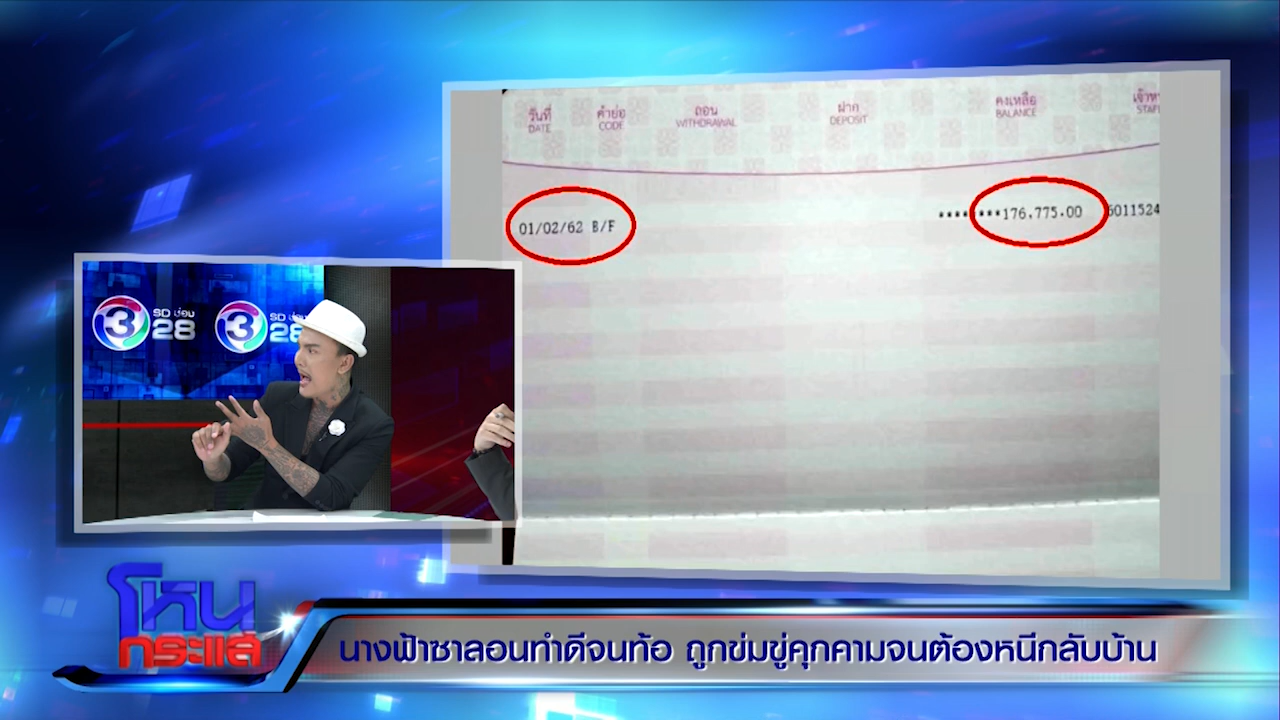 วันที่ คำย่อ ถอน ฝาก คงเหลือ
DATE CODE WITHDRAWAL DEPOSIT BALANCE
01/02/62 B/F ********176,775.00 6011524
3 SD ช่อง 28
3 SD ช่อง 28
โหนกระแส
นางฟ้าซาลอนทำดีจนท้อ ถูกข่มขู่คุกคามจนต้องหนีกลับบ้าน